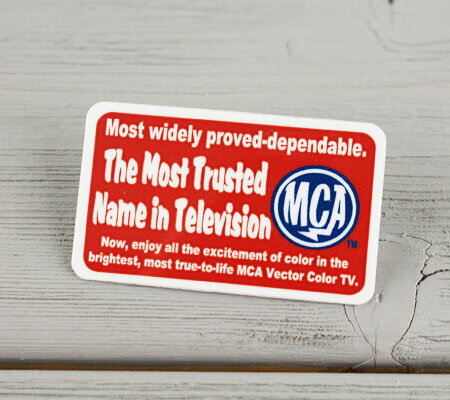 Most widely proved-dependable.
The Most Trusted
Name in Television
MCA
TM
Now, enjoy all the excitement of color in the
brightest, most true-to-life MCA Vector Color TV.